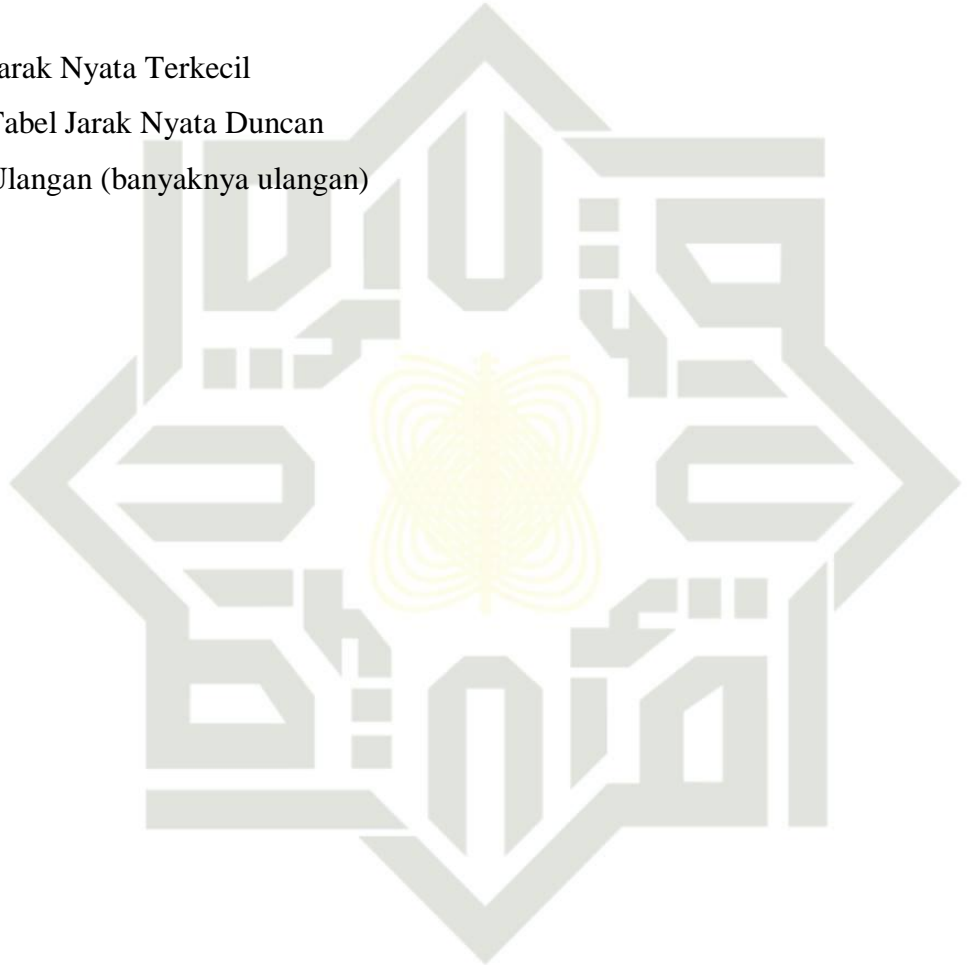 arak Nyata Terkecil
Tabel Jarak Nyata Duncan
Ulangan (banyaknya ulangan)